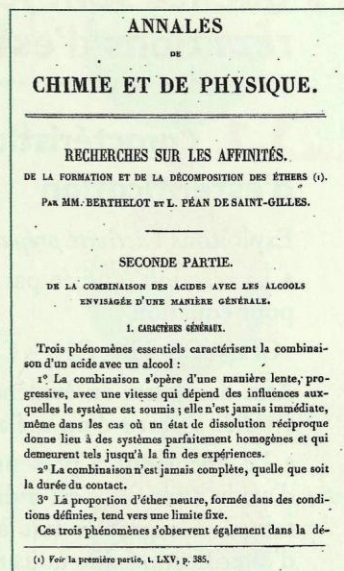 ANNALES
DE
CHIMIE ET DE PHYSIQUE.
RECHERCHES SUR LES AFFINITÉS.
DE LA FORMATION ET DE LA DÉCOMPOSITION DES ÉTHERS (1).
PAR MM. BERTHELOT ET L. PÉAN DE SAINT-GILLES.
SECONDE PARTIE.
DE LA COMBINAISON DES ACIDES AVEC LES ALCOOLS
ENVISAGÉE D'UNE MANIÈRE GÉNÉRALE.
1. CARACTÈRES GÉNÉRAUX.
Trois phénomènes essentiels caractérisent la combinai-
son d'un acide avec un alcool :
1° La combinaison s'opère d'une manière lente, pro-
gressive, avec une vitesse qui dépend des influences aux-
quelles le système est soumis ; elle n'est jamais immédiate,
même dans les cas où un état de dissolution réciproque
donne lieu à des systèmes parfaitement homogènes et qui
demeurent tels jusqu'à la fin des expériences.
2° La combinaison n'est jamais complète, quelle que soit
la durée du contact.
3° La proportion d'éther neutre, formée dans des condi-
tions définies, tend vers une limite fixe.
Ces trois phénomènes s'observent également dans la dé-
(1) Voir la première partie, t. LXV, p. 385.